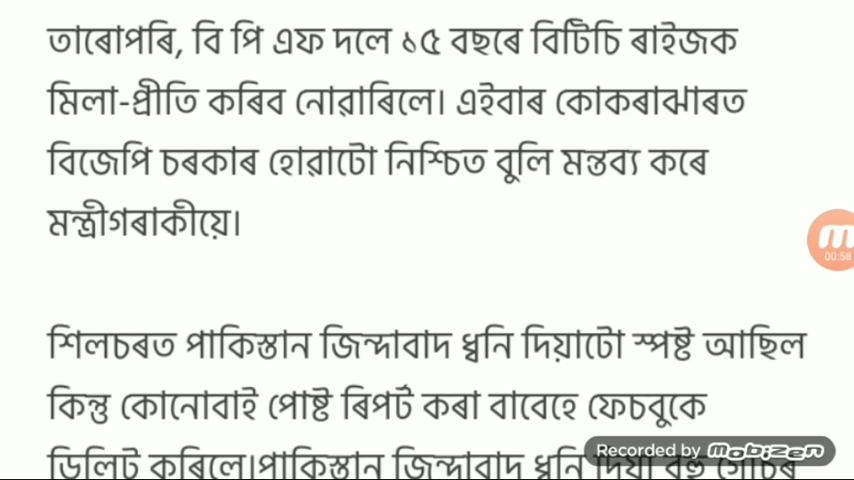 তাৰোপৰি, বি পি এফ দলে ১৫ বছৰে বিটিচি ৰাইজক
মিলা-প্ৰীতি কৰিব নোৱাৰিলে। এইবাৰ কোকৰাঝাৰত
বিজেপি চৰকাৰ হোৱাটো নিশ্চিত বুলি মন্তব্য কৰে
মন্ত্ৰীগৰাকীয়ে।
00:58
শিলচৰত পাকিস্তান জিন্দাবাদ ধ্বনি দিয়াটো স্পষ্ট আছিল
কিন্তু কোনোবাই পোষ্ট ৰিপৰ্ট কৰা বাবেহে ফেচবুকে
ডিলিট কৰিলে।পাকিস্তান জিন্দাবাদ ধ্বনি দিয়া
Recorded by Mobizen